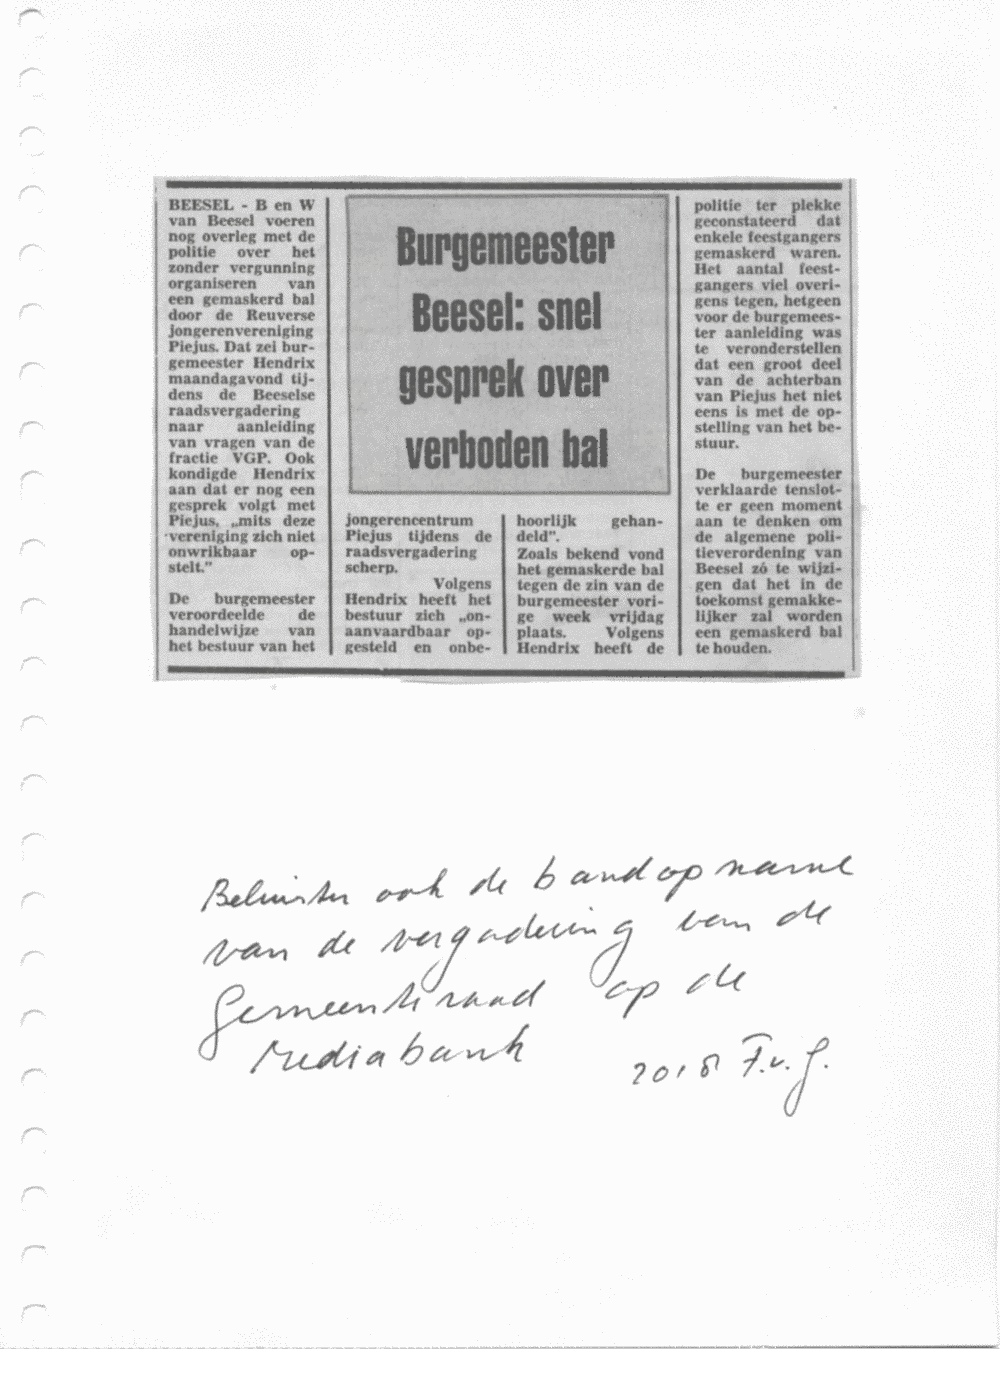 Burgemeester
Beesel: snel
gesprek over
verboden bal
BEESEL - B en W
van Beesel voeren
nog overleg met de
politie over het
zonder vergunning
organiseren van
een gemaskerd bal
door de Reuverse
jongerenvereniging
Piejus. Dat zei bur-
gemeester Hendrix
maandagavond tij-
dens de Beeselse
raadsvergadering
naar aanleiding
van vragen van de
fractie VGP. Ook
kondigde Hendrix
aan dat er nog een
gesprek volgt met
Piejus, „mits deze
vereniging zich niet
onwrikbaar op-
stelt."
De burgemeester
veroordeelde de
handelwijze van
het bestuur van het
jongerencentrum
Piejus tijdens de
raadsvergadering
scherp.
Volgens
Hendrix heeft het
bestuur zich „on-
aanvaardbaar op-
gesteld en onbe-
hoorlijk gehan-
deld".
Zoals bekend vond
het gemaskerde bal
tegen de zin van de
burgemeester vori-
ge week vrijdag
plaats. Volgens
Hendrix heeft de
politie ter plekke
geconstateerd dat
enkele feestgangers
gemaskerd waren.
Het aantal feest-
gangers viel overi-
gens tegen, hetgeen
voor de burgemees-
ter aanleiding was
te veronderstellen
dat een groot deel
van de achterban
van Piejus het niet
eens is met de op-
stelling van het be-
stuur.
De burgemeester
verklaarde tenslot-
te er geen moment
aan te denken om
de algemene poli-
tieverordening van
Beesel zó te wijzi-
gen dat het in de
toekomst gemakke-
lijker zal worden
een gemaskerd bal
te houden.
Beluister ook de bandopname
van de vergadering van de
Gemeenteraad op de
Mediabank
2018 F.v.G.